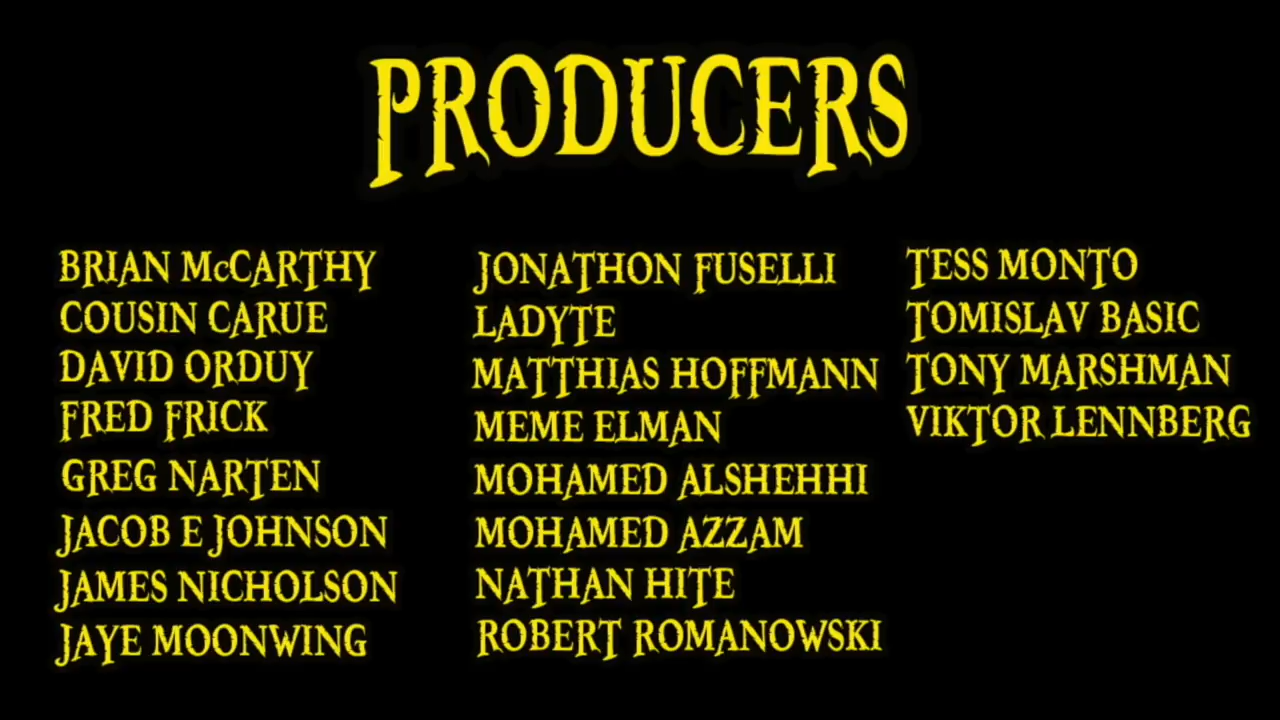 PRODUCERS
BRIAN McCARTHY
COUSIN CARUE
DAVID ORDUY
FRED FRICK
GREG NARTEN
JACOB E JOHNSON
JAMES NICHOLSON
JAYE MOONWING
JONATHON FUSELLI
LADYTE
MATTHIAS HOFFMANN
MEME ELMAN
MOHAMED ALSHEHHI
MOHAMED AZZAM
NATHAN HITE
ROBERT ROMANOWSKI
TESS MONTO
TOMISLAV BASIC
TONY MARSHMAN
VIKTOR LENNBERG